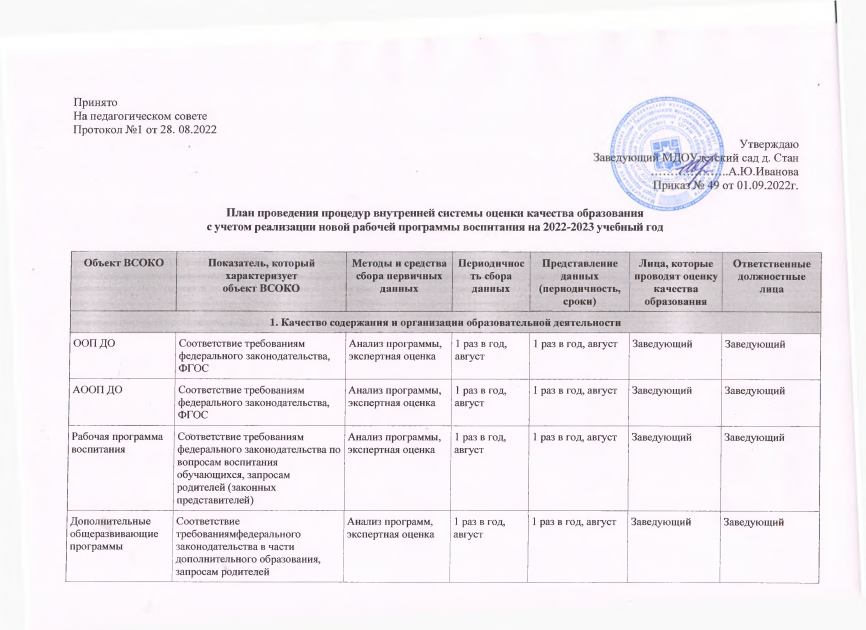 Принято
На педагогическом совете
Протокол №1 от 28. 08.2022
Утверждаю
Заведующий МДОУдетский сад д. Стан
А.Ю.Иванова
Приказ № 49 от 01.09.2022г.
План проведения процедур внутренней системы оценки качества образования
с учетом реализации новой рабочей программы воспитания на 2022-2023 учебный год
Объект ВСОКО
Показатель, который
характеризует
объект ВСОКО
Методы и средства
сбора первичных
данных
Периодичнос
ть сбора
данных
Представление
данных
(периодичность,
сроки)
Лица, которые
проводят оценку
качества
образования
Ответственные
должностные
лица
1. Качество содержания и организации образовательной деятельности
ООП ДО
Соответствие требованиям
федерального законодательства,
ФГОС
Анализ программы,
экспертная оценка
1 раз в год,
август
1 раз в год, август
Заведующий
Заведующий
АООП ДО
Соответствие требованиям
федерального законодательства,
ФГОС
Анализ программы,
экспертная оценка
1 раз в год,
август
1 раз в год, август
Заведующий
Заведующий
Рабочая программа
воспитания
Соответствие требованиям
федерального законодательства по
вопросам воспитания
обучающихся, запросам
родителей (законных
представителей)
Анализ программы,
экспертная оценка
1 раз в год,
август
1 раз в год, август
Заведующий
Заведующий
Дополнительные
общеразвивающие
программы
Соответствие
требованиямфедерального
законодательства в части
дополнительного образования,
запросам родителей
Анализ программ,
экспертная оценка
1 раз в год,
август
1 раз в год, август
Заведующий
Заведующий